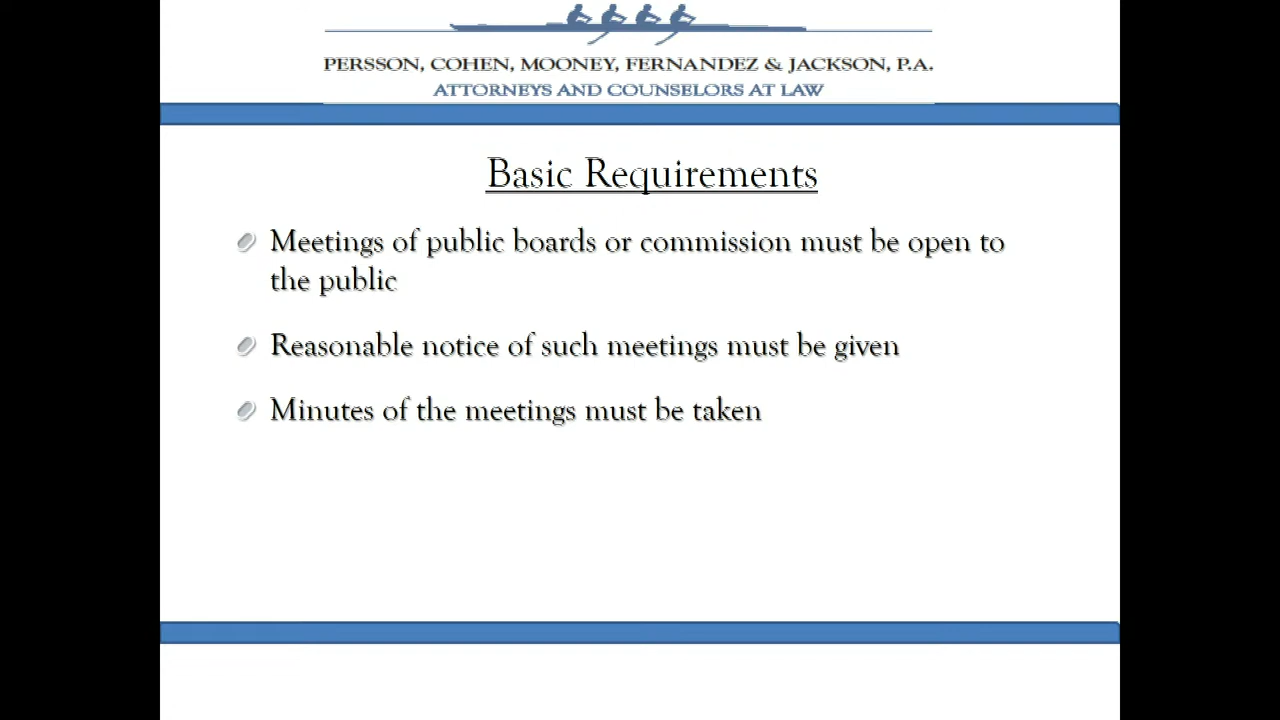 PERSSON, COHEN, MOONEY, FERNANDEZ & JACKSON, P.A.
ATTORNEYS AND COUNSELORS AT LAW
Basic Requirements
Meetings of public boards or commission must be open to
the public
Reasonable notice of such meetings must be given
Minutes of the meetings must be taken